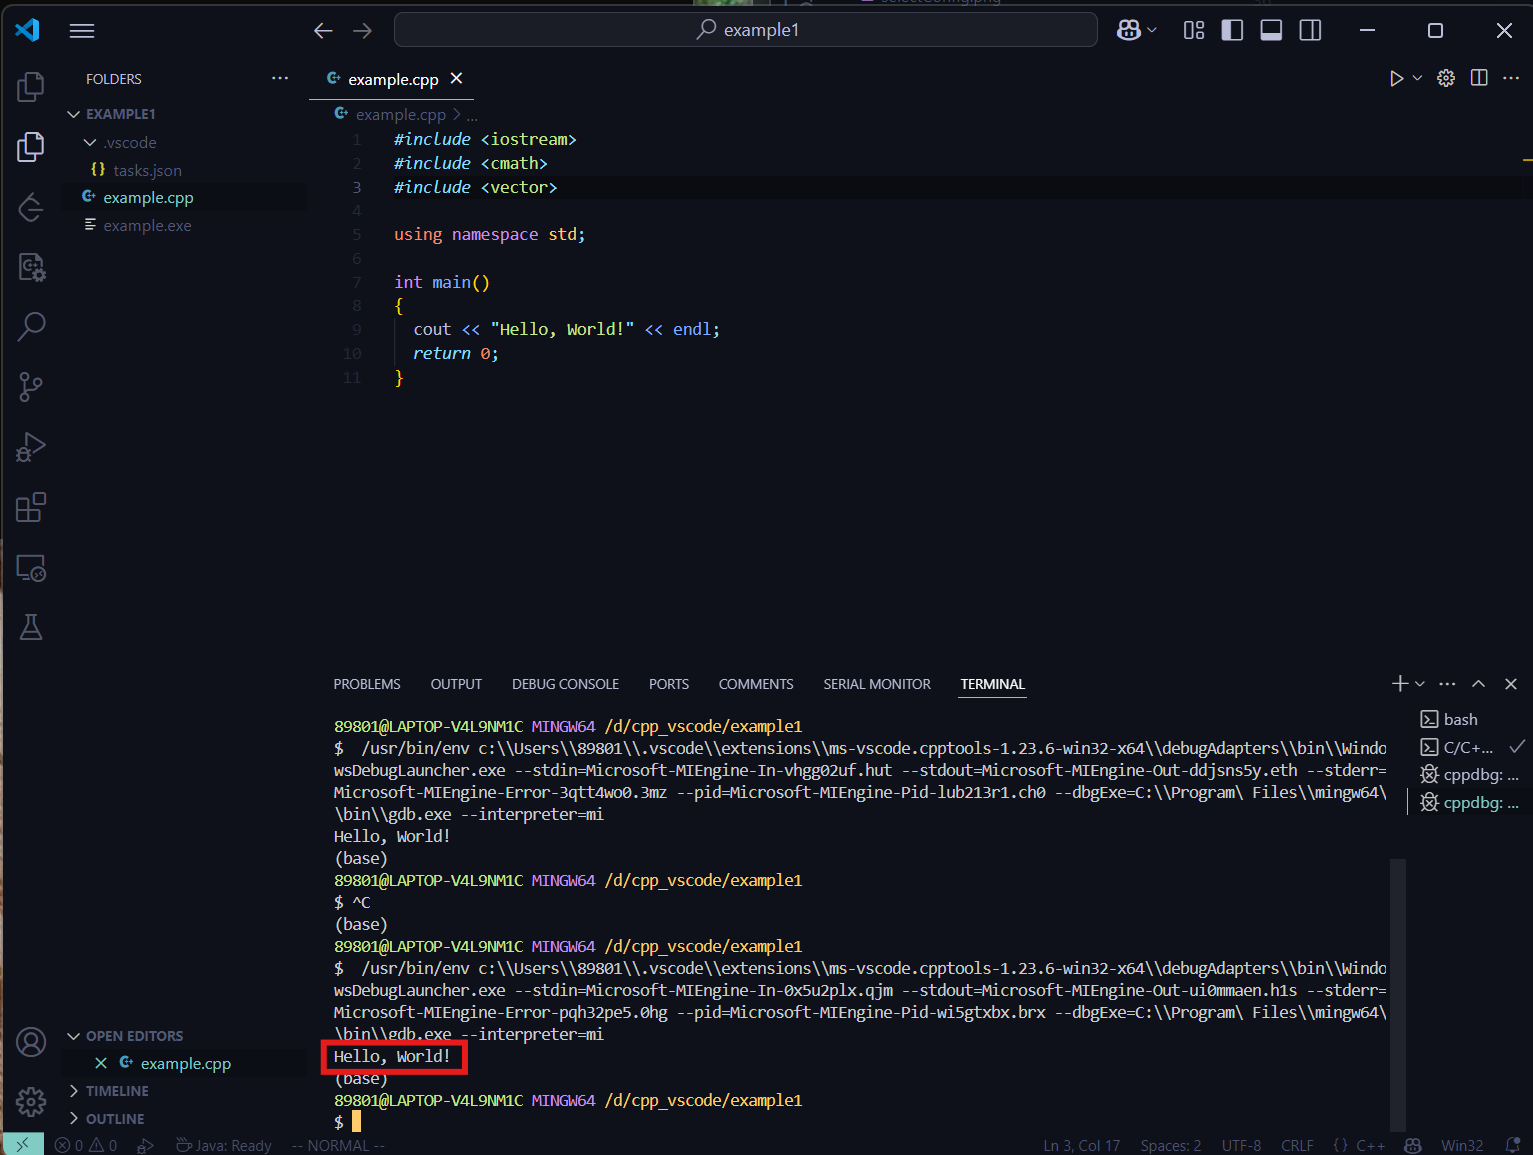 example1
FOLDERS
EXAMPLE1
.vscode
{} tasks.json
example.cpp
example.exe
example.cpp
example.cpp > ...
1 #include <iostream>
2 #include <cmath>
3 #include <vector>
4
5 using namespace std;
6
7 int main()
8 {
9 cout << "Hello, World!" << endl;
10 return 0;
11 }
PROBLEMS OUTPUT DEBUG CONSOLE PORTS COMMENTS SERIAL MONITOR TERMINAL
89801@LAPTOP-V4L9NM1C MINGW64 /d/cpp_vscode/example1
$  /usr/bin/env c:\\Users\\89801\\.vscode\\extensions\\ms-vscode.cpptools-1.23.6-win32-x64\\debugAdapters\\bin\\Windo
wsDebugLauncher.exe --stdin=Microsoft-MIEngine-In-vhgg02uf.hut --stdout=Microsoft-MIEngine-Out-ddjsns5y.eth --stderr=
Microsoft-MIEngine-Error-3qtt4wo0.3mz --pid=Microsoft-MIEngine-Pid-lub213r1.ch0 --dbgExe=C:\\Program\ Files\\mingw64\
\bin\\gdb.exe --interpreter=mi
Hello, World!
(base)
89801@LAPTOP-V4L9NM1C MINGW64 /d/cpp_vscode/example1
$ ^C
(base)
89801@LAPTOP-V4L9NM1C MINGW64 /d/cpp_vscode/example1
$  /usr/bin/env c:\\Users\\89801\\.vscode\\extensions\\ms-vscode.cpptools-1.23.6-win32-x64\\debugAdapters\\bin\\Windo
wsDebugLauncher.exe --stdin=Microsoft-MIEngine-In-0x5u2plx.qjm --stdout=Microsoft-MIEngine-Out-ui0mmaen.h1s --stderr=
Microsoft-MIEngine-Error-pqh32pe5.0hg --pid=Microsoft-MIEngine-Pid-wi5gtxbx.brx --dbgExe=C:\\Program\ Files\\mingw64\
\bin\\gdb.exe --interpreter=mi
Hello, World!
(base)
89801@LAPTOP-V4L9NM1C MINGW64 /d/cpp_vscode/example1
$
bash
C/C+...
cppdbg: ...
cppdbg: ...
OPEN EDITORS
example.cpp
TIMELINE
OUTLINE
0 0 Java: Ready -- NORMAL -- Ln 3, Col 17 Spaces: 2 UTF-8 CRLF {} C++ Win32